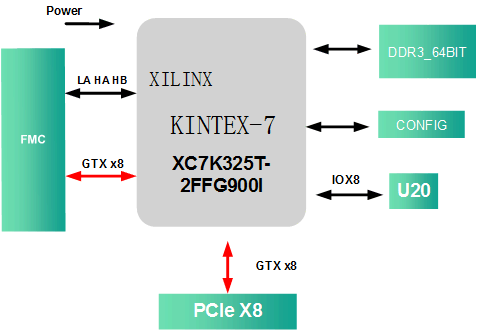 Power
DDR3_64BIT
LA HA HB
XILINX
FMC
KINTEX-7
CONFIG
GTX x8
XC7K325T-
2FFG900I
IOX8
U20
GTX x8
PCIe X8